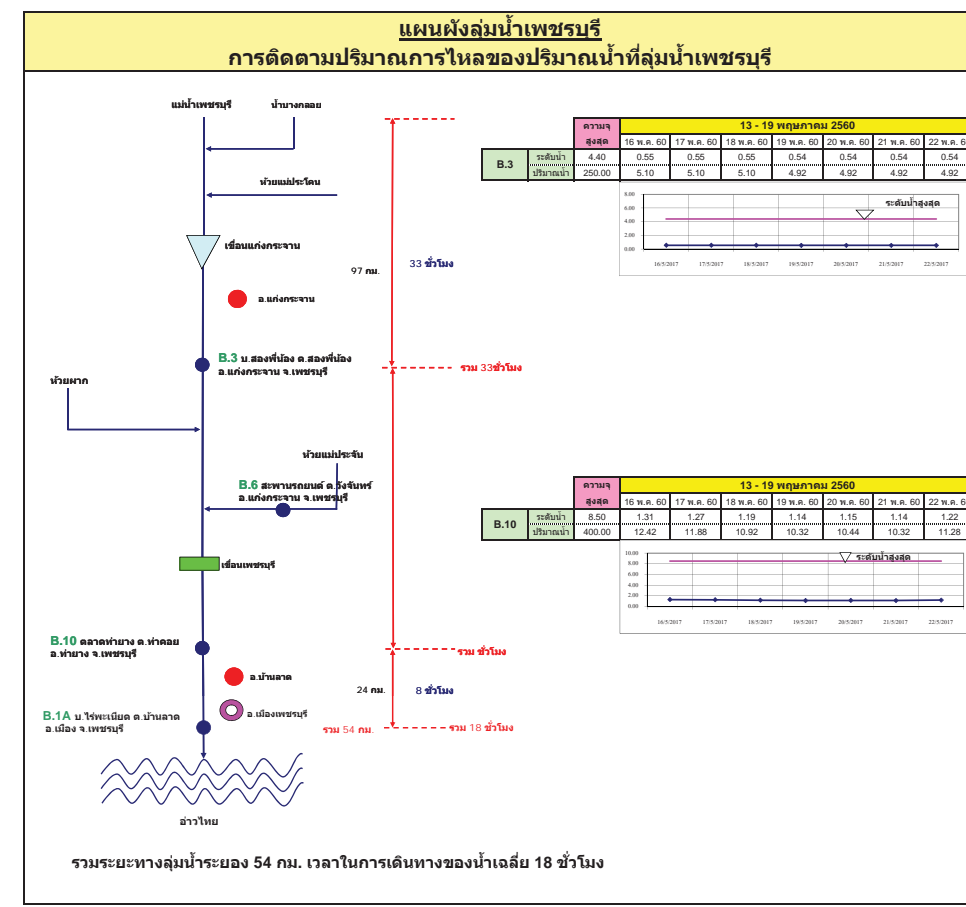 แผนผังลุ่มน้ำเพชรบุรี
การติดตามปริมาณการไหลของปริมาณน้ำที่ลุ่มน้ำเพชรบุรี
แม่น้ำเพชรบุรี
น้ำบางกลอย
ห้วยแม่ประโดน
เขื่อนแก่งกระจาน
97 กม.
33 ชั่วโมง
อ.แก่งกระจาน
B.3 บ.สองพี่น้อง ต.สองพี่น้อง
อ.แก่งกระจาน จ.เพชรบุรี
รวม 33ชั่วโมง
ห้วยผาก
ห้วยแม่ประจัน
B.6 สะพานรถยนต์ ต.วังจันทร์
อ.แก่งกระจาน จ.เพชรบุรี
เขื่อนเพชรบุรี
B.10 ตลาดท่ายาง ต.ท่าคอย
อ.ท่ายาง จ.เพชรบุรี
รวม ชั่วโมง
อ.บ้านลาด
24 กม.
8 ชั่วโมง
B.1A บ.ไร่พะเนียด ต.บ้านลาด
อ.เมือง จ.เพชรบุรี
อ.เมืองเพชรบุรี
รวม 54 กม.
รวม 18 ชั่วโมง
อ่าวไทย
รวมระยะทางลุ่มน้ำระยอง 54 กม. เวลาในการเดินทางของน้ำเฉลี่ย 18 ชั่วโมง
ความจุ 13 - 19 พฤษภาคม 2560
สูงสุด 16 พ.ค. 60 17 พ.ค. 60 18 พ.ค. 60 19 พ.ค. 60 20 พ.ค. 60 21 พ.ค. 60 22 พ.ค. 6
B.3
ระดับน้ำ 4.40 0.55 0.55 0.55 0.54 0.54 0.54 0.54
ปริมาณน้ำ 250.00 5.10 5.10 5.10 4.92 4.92 4.92 4.92
8.00
6.00
4.00
2.00
0.00
ระดับน้ำสูงสุด
16/5/2017 17/5/2017 18/5/2017 19/5/2017 20/5/2017 21/5/2017 22/5/2017
ความจุ 13 - 19 พฤษภาคม 2560
สูงสุด 16 พ.ค. 60 17 พ.ค. 60 18 พ.ค. 60 19 พ.ค. 60 20 พ.ค. 60 21 พ.ค. 60 22 พ.ค. 6
B.10
ระดับน้ำ 8.50 1.31 1.27 1.19 1.14 1.15 1.14 1.22
ปริมาณน้ำ 400.00 12.42 11.88 10.92 10.32 10.44 10.32 11.28
10.00
8.00
6.00
4.00
2.00
0.00
ระดับน้ำสูงสุด
16/5/2017 17/5/2017 18/5/2017 19/5/2017 20/5/2017 21/5/2017 22/5/2017